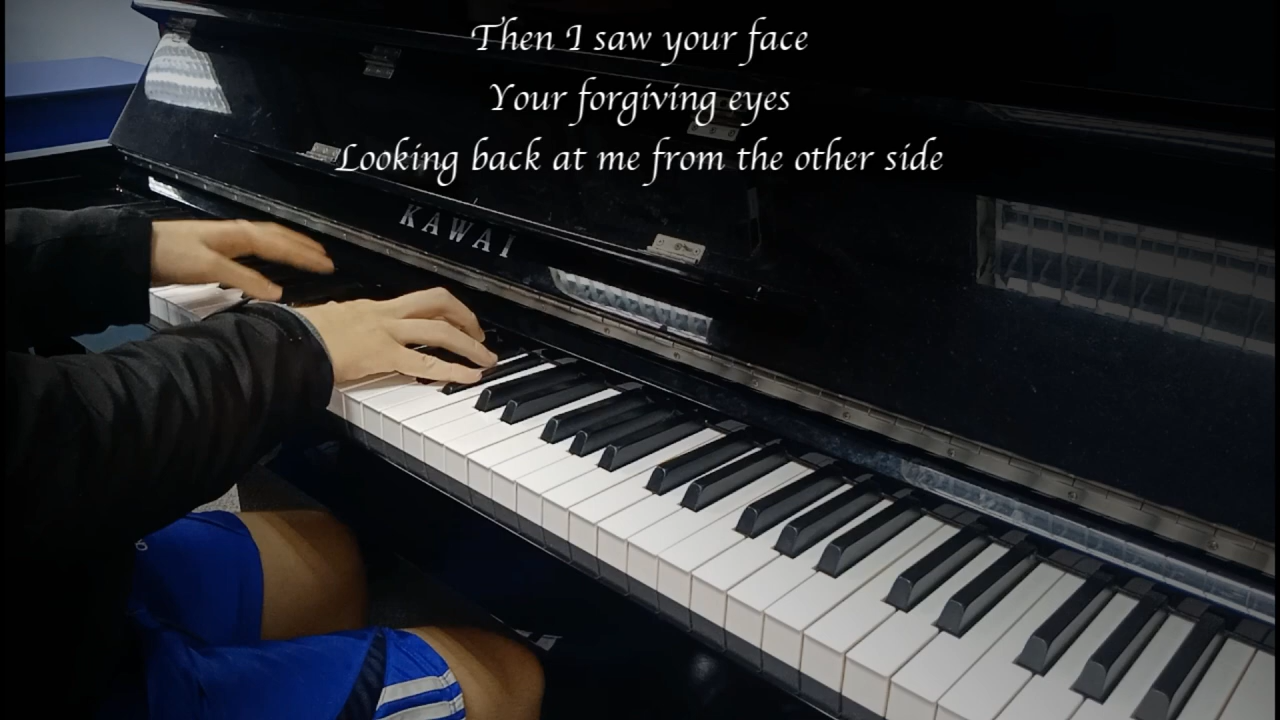 Then I saw your face
Your forgiving eyes
Looking back at me from the other side
KAWAI